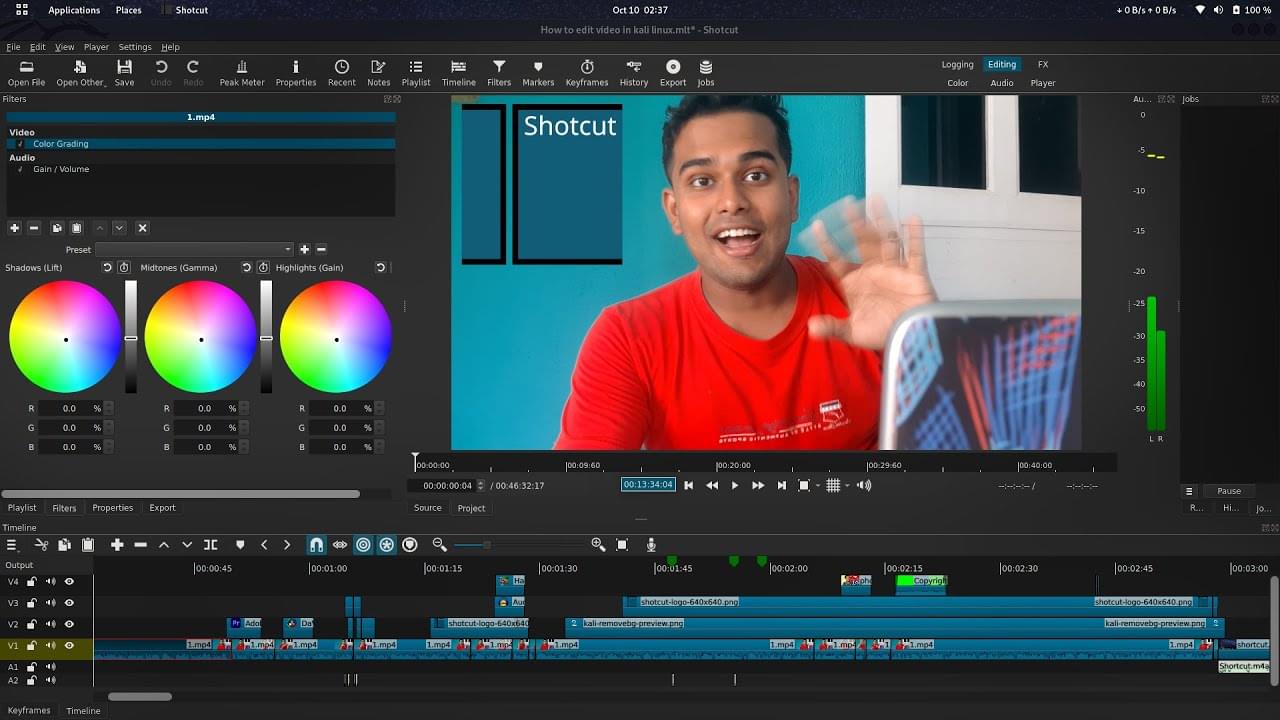 Applications Places Shotcut Oct 10 02:37 0 B/s 0 B/s 100 %
How to edit video in kali linux.mlt* - Shotcut
File Edit View Player Settings Help
Open File Open Other.. Save Undo Redo Peak Meter Properties Recent Notes Playlist Timeline Filters Markers Keyframes History Export Jobs
Logging Editing FX
Color Audio Player
Filters Au... Jobs
1.mp4
Video
Color Grading
Audio
Gain / Volume
Preset
Shadows (Lift) Midtones (Gamma) Highlights (Gain)
R 0.0 % R 0.0 % R 0.0 %
G 0.0 % G 0.0 % G 0.0 %
B 0.0 % B 0.0 % B 0.0 %
Shotcut
0
-5
-10
-15
-20
-25
-30
-35
-40
-50
L R
00:00:00 00:09:60 00:20:00 00:29:60 00:40:00
00:00:00:04 / 00:46:32:17 00:13:34:04 --:--:--:-- / --:--:--:--
Pause
Playlist Filters Properties Export Source Project R... Hi... Jo...
Timeline
Output 00:00:45 00:01:00 00:01:15 00:01:30 00:01:45 00:02:00 00:02:15 00:02:30 00:02:45 00:03:00
V4 Ha pho Copyrigh
V3 Aud shotcut-logo-640x640.png shotcut-logo-640x640.png
V2 Pr Adol Da shotcut-logo-640x640 kali-removebg-preview.png kali-removebg-preview.png
V1 1.mp4 1.mp4 1.mp4 1.mp4 1.mp4 1.mp4 1.mp4 1.mp4 1.mp4 1.mp4 1.mp4 1.mp4 shotcut.
A1 Shortcut.m4a
A2
Keyframes Timeline